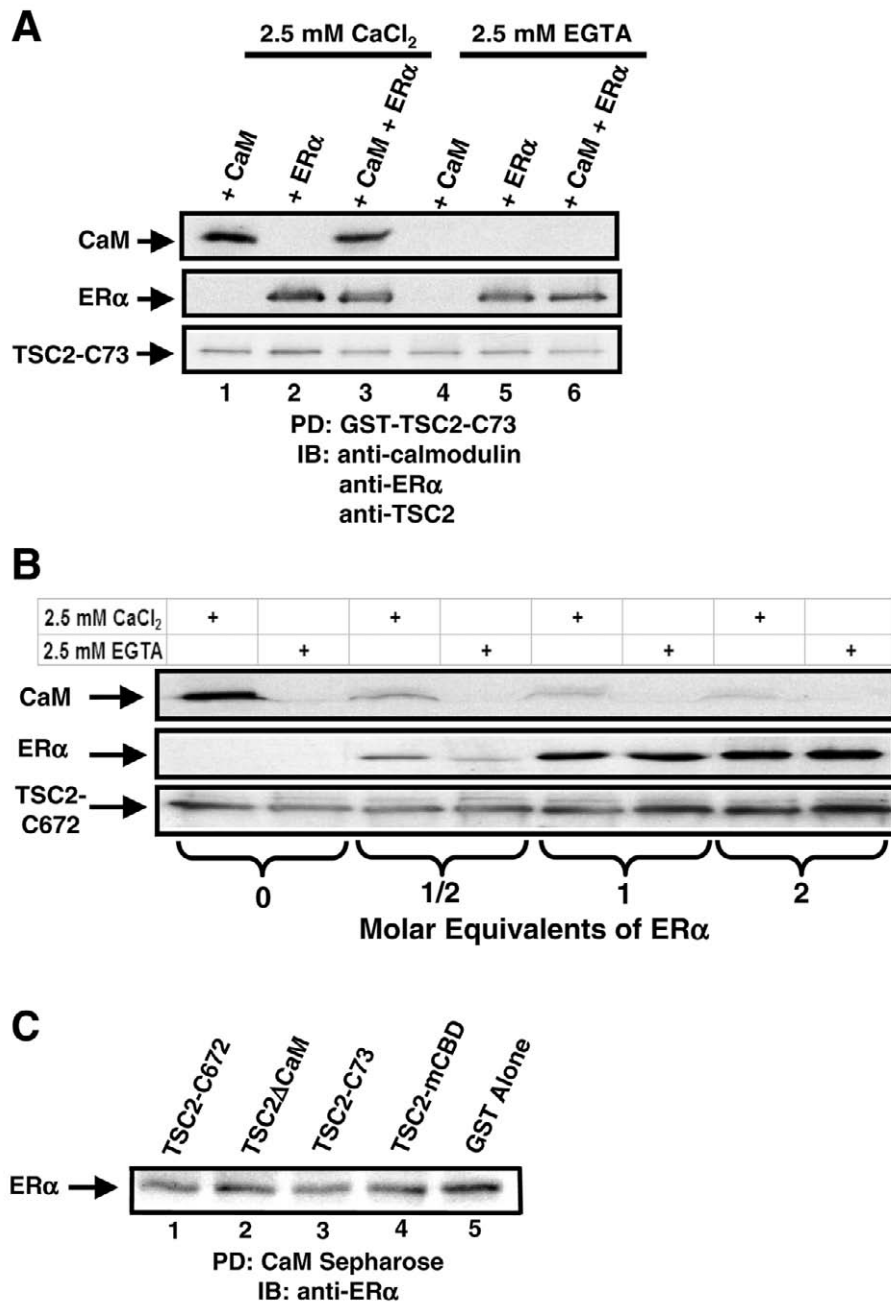 A
2.5 mM CaCl₂ 2.5 mM EGTA
+ CaM
+ ERα
+ CaM + ERα
+ CaM
+ ERα
+ CaM + ERα
CaM
ERα
TSC2-C73
1 2 3 4 5 6
PD: GST-TSC2-C73
IB: anti-calmodulin
anti-ERα
anti-TSC2
B
2.5 mM CaCl₂ + + + +
2.5 mM EGTA + + + +
CaM
ERα
TSC2-
C672
0 1/2 1 2
Molar Equivalents of ERα
C
TSC2-C672
TSC2ΔCaM
TSC2-C73
TSC2-mCBD
GST Alone
ERα
1 2 3 4 5
PD: CaM Sepharose
IB: anti-ERα